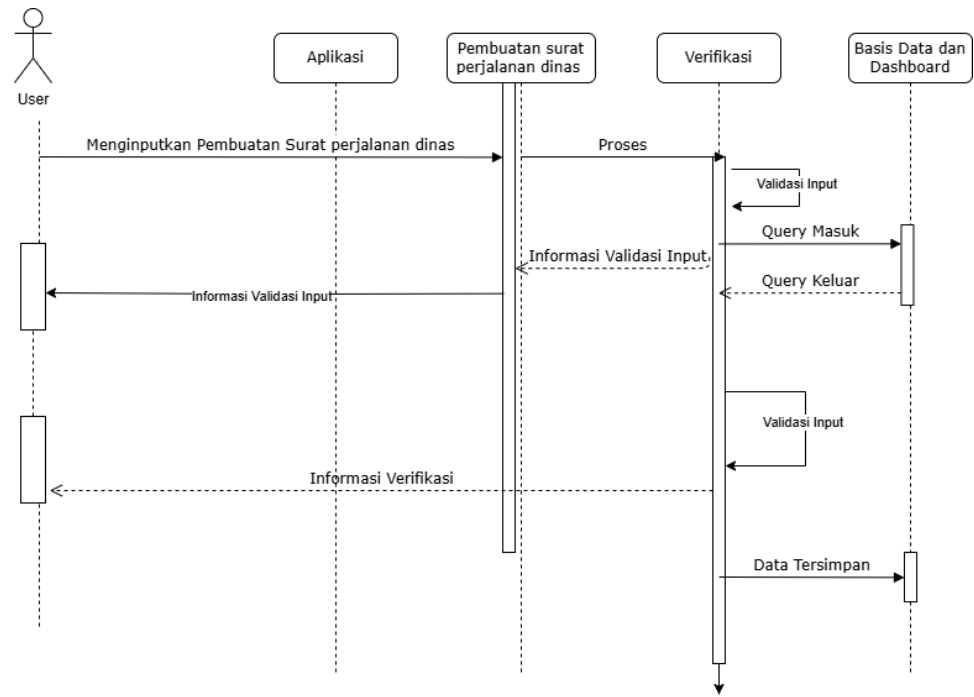 User
Aplikasi
Pembuatan surat
perjalanan dinas
Verifikasi
Basis Data dan
Dashboard
Menginputkan Pembuatan Surat perjalanan dinas
Proses
Validasi Input
Query Masuk
Informasi Validasi Input
Query Keluar
Informasi Validasi Input
Validasi Input
Informasi Verifikasi
Data Tersimpan